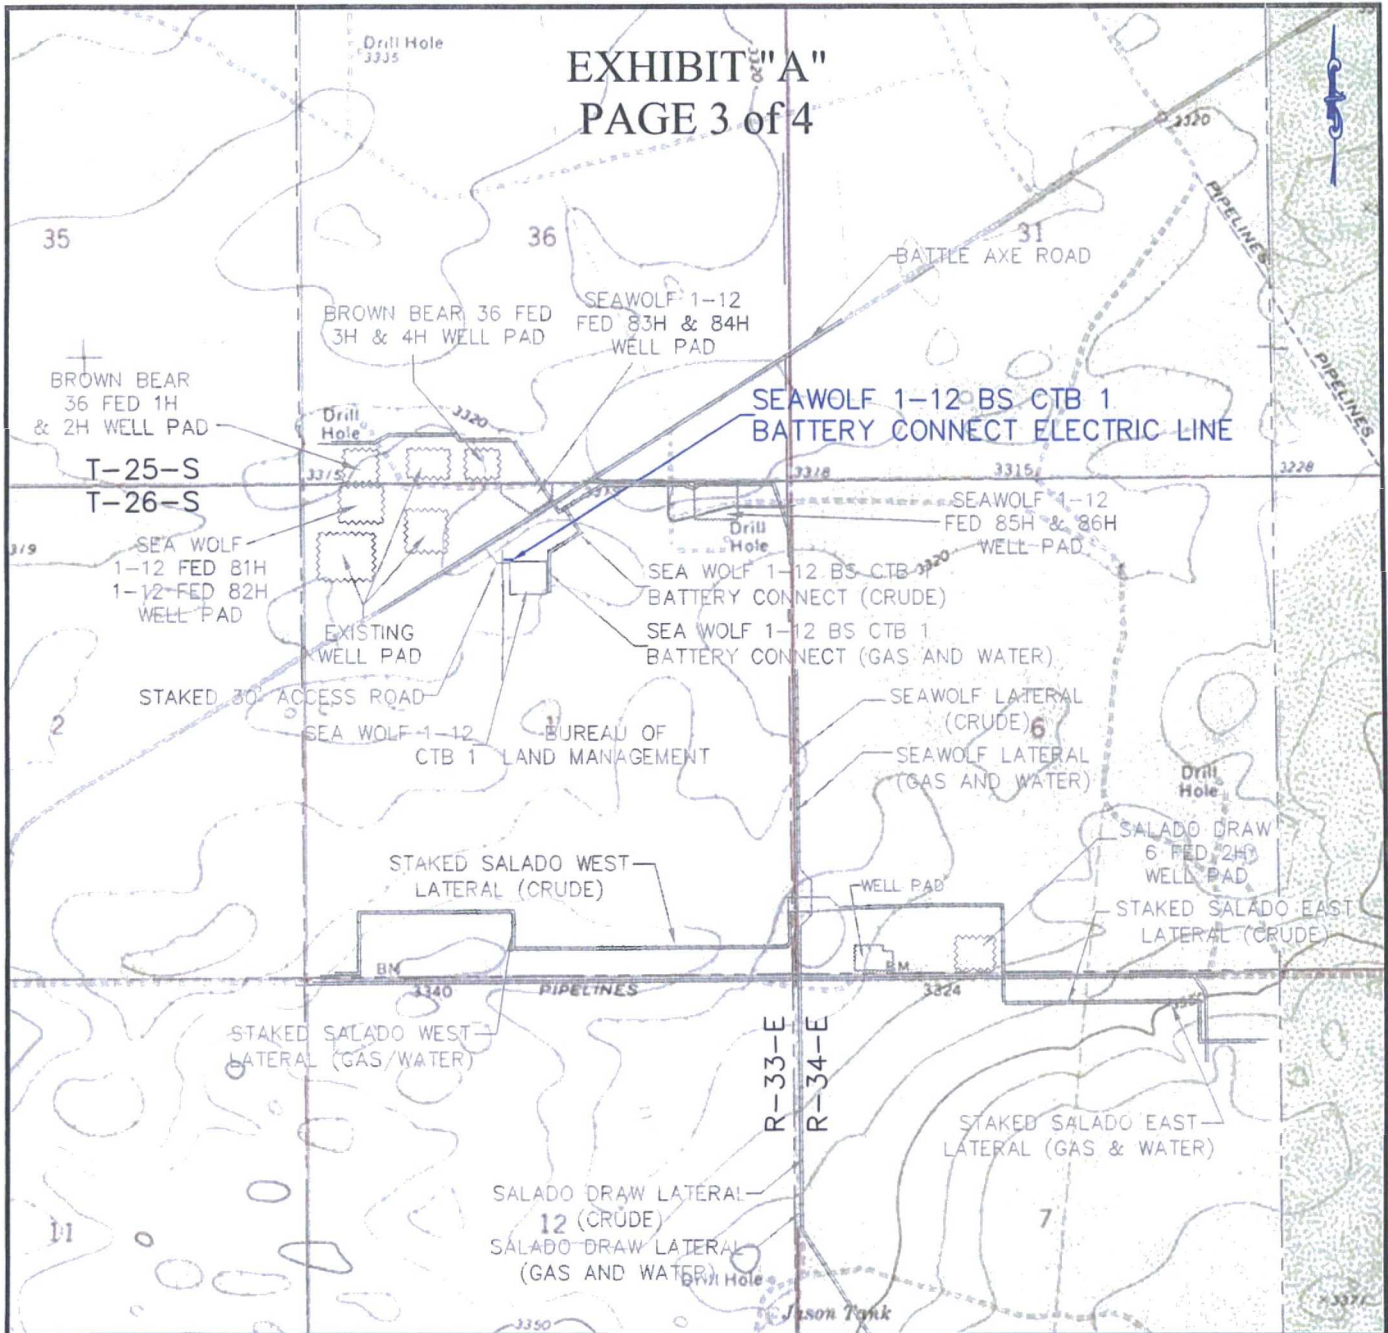 EXHIBIT "A"
PAGE 3 of 4
Drill Hole
3335
3320
3320
PIPELINES
35
36
31
BATTLE AXE ROAD
SEAWOLF 1-12
FED 83H & 84H
WELL PAD
BROWN BEAR 36 FED
3H & 4H WELL PAD
BROWN BEAR
36 FED 1H
& 2H WELL PAD
PIPELINES
SEAWOLF 1-12 BS CTB 1
BATTERY CONNECT ELECTRIC LINE
Drill
Hole
3320
T-25-S
T-26-S
3315
3318
3315
3228
SEAWOLF 1-12
FED 85H & 86H
WELL PAD
Drill
Hole
319
SEA WOLF
1-12 FED 81H
1-12 FED 82H
WELL PAD
3320
SEA WOLF 1-12 BS CTB 1
BATTERY CONNECT (CRUDE)
EXISTING
WELL PAD
SEA WOLF 1-12 BS CTB 1
BATTERY CONNECT (GAS AND WATER)
STAKED 30' ACCESS ROAD
SEAWOLF LATERAL
(CRUDE)
2
1
6
SEA WOLF 1-12
CTB 1
BUREAU OF
LAND MANAGEMENT
SEAWOLF LATERAL
(GAS AND WATER)
Drill
Hole
SALADO DRAW
6 FED 2H
WELL PAD
STAKED SALADO WEST
LATERAL (CRUDE)
WELL PAD
STAKED SALADO EAST
LATERAL (CRUDE)
BM
3340
PIPELINES
BM
3324
STAKED SALADO WEST
LATERAL (GAS/WATER)
R-33-E
R-34-E
STAKED SALADO EAST
LATERAL (GAS & WATER)
SALADO DRAW LATERAL
(CRUDE)
11
12
7
SALADO DRAW LATERAL
(GAS AND WATER)
Drill Hole
Jason Tank
3350
3371